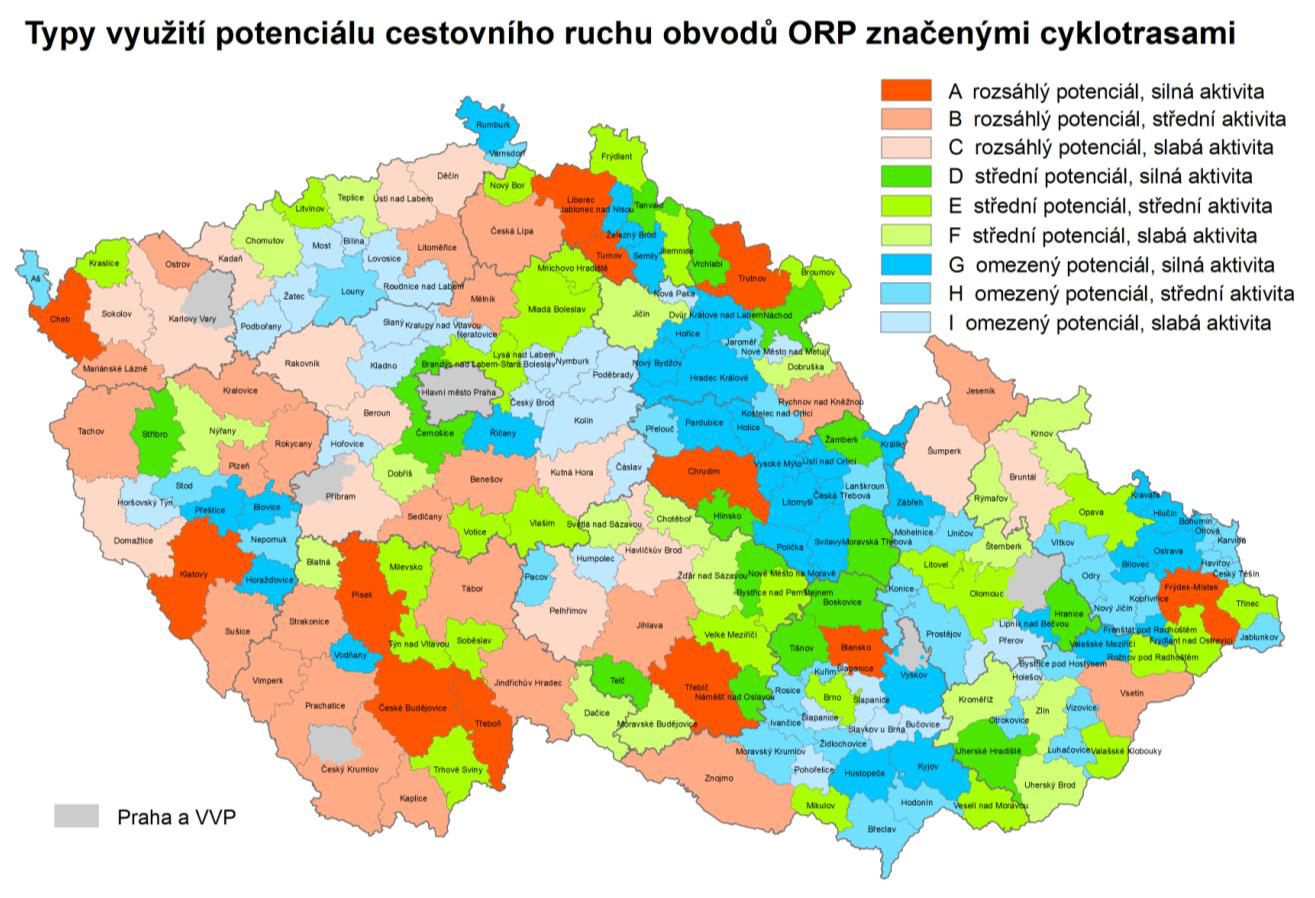 Typy využití potenciálu cestovního ruchu obvodů ORP značenými cyklotrasami
A rozsáhlý potenciál, silná aktivita
B rozsáhlý potenciál, střední aktivita
C rozsáhlý potenciál, slabá aktivita
D střední potenciál, silná aktivita
E střední potenciál, střední aktivita
F střední potenciál, slabá aktivita
G omezený potenciál, silná aktivita
H omezený potenciál, střední aktivita
I omezený potenciál, slabá aktivita
Rumburk
Varnsdorf
Frýdlant
Děčín
Nový Bor
Teplice
Ústí nad Labem
Liberec
Jablonec nad Nisou
Tanvald
Litvínov
Česká Lípa
Železný Brod
Chomutov
Most
Bílina
Litoměřice
Turnov
Semily
Jilemnice
Vrchlabí
Trutnov
Broumov
Kraslice
Ostrov
Kadaň
Lovosice
Mnichovo Hradiště
Aš
Žatec
Louny
Roudnice nad Labem
Mělník
Mladá Boleslav
Nová Paka
Jičín
Dvůr Králové nad Labem
Náchod
Cheb
Sokolov
Karlovy Vary
Podbořany
Slaný
Kralupy nad Vltavou
Neratovice
Hořice
Jaroměř
Nové Město nad Metují
Mariánské Lázně
Rakovník
Kladno
Lysá nad Labem
Brandýs nad Labem-Stará Boleslav
Nymburk
Poděbrady
Nový Bydžov
Hradec Králové
Dobruška
Kralovice
Hlavní město Praha
Český Brod
Rychnov nad Kněžnou
Jeseník
Tachov
Stříbro
Nýřany
Beroun
Kolín
Kostelec nad Orlicí
Rokycany
Hořovice
Černošice
Říčany
Přelouč
Pardubice
Holice
Žamberk
Králíky
Krnov
Plzeň
Dobříš
Benešov
Kutná Hora
Čáslav
Chrudim
Vysoké Mýto
Ústí nad Orlicí
Šumperk
Bruntál
Stod
Příbram
Lanškroun
Rýmařov
Horšovský Týn
Přeštice
Blovice
Sedlčany
Votice
Vlašim
Světlá nad Sázavou
Chotěboř
Hlinsko
Litomyšl
Česká Třebová
Zábřeh
Opava
Kravaře
Hlučín
Bohumín
Domažlice
Nepomuk
Polička
Svitavy
Moravská Třebová
Mohelnice
Uničov
Šternberk
Vítkov
Orlová
Karviná
Klatovy
Horažďovice
Blatná
Milevsko
Pacov
Humpolec
Havlíčkův Brod
Žďár nad Sázavou
Nové Město na Moravě
Litovel
Bílovec
Ostrava
Havířov
Český Těšín
Písek
Tábor
Bystřice nad Pernštejnem
Boskovice
Konice
Olomouc
Odry
Kopřivnice
Frýdek-Místek
Třinec
Strakonice
Pelhřimov
Jihlava
Velké Meziříčí
Nový Jičín
Hranice
Lipník nad Bečvou
Sušice
Týn nad Vltavou
Soběslav
Tišnov
Blansko
Prostějov
Přerov
Frenštát pod Radhoštěm
Frýdlant nad Ostravicí
Jablunkov
Vodňany
Valašské Meziříčí
Rožnov pod Radhoštěm
Vimperk
Jindřichův Hradec
Telč
Třebíč
Náměšť nad Oslavou
Kuřim
Šlapanice
Vyškov
Bystřice pod Hostýnem
Holešov
Vsetín
Prachatice
České Budějovice
Třeboň
Dačice
Moravské Budějovice
Rosice
Brno
Šlapanice
Šlapanice
Ivančice
Slavkov u Brna
Bučovice
Kroměříž
Otrokovice
Zlín
Vizovice
Český Krumlov
Trhové Sviny
Moravský Krumlov
Židlochovice
Uherské Hradiště
Luhačovice
Valašské Klobouky
Kaplice
Znojmo
Pohořelice
Hustopeče
Kyjov
Uherský Brod
Mikulov
Hodonín
Veselí nad Moravou
Břeclav
Praha a VVP